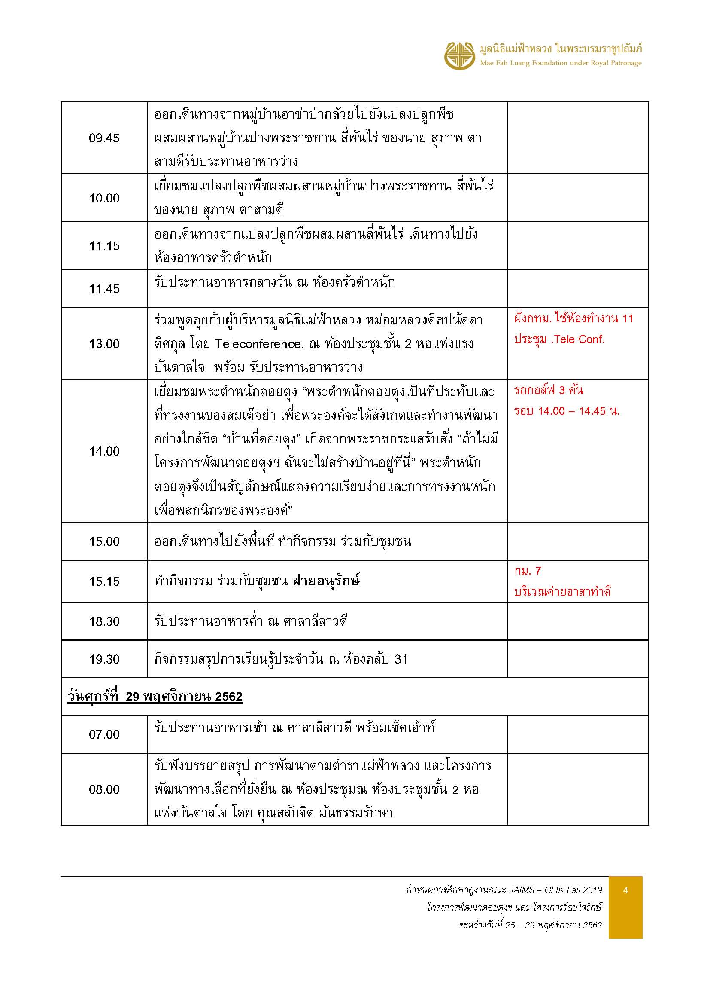 มูลนิธิแม่ฟ้าหลวง ในพระบรมราชูปถัมภ์
Mae Fah Luang Foundation under Royal Patronage
09.45
ออกเดินทางจากหมู่บ้านอาข่าป่ากล้วยไปยังแปลงปลูกพืช
ผสมผสานหมู่บ้านปางพระราชทาน สี่พันไร่ ของนาย สุภาพ ตา
สามดีรับประทานอาหารว่าง
10.00
เยี่ยมชมแปลงปลูกพืชผสมผสานหมู่บ้านปางพระราชทาน สี่พันไร่
ของนาย สุภาพ ตาสามดี
11.15
ออกเดินทางจากแปลงปลูกพืชผสมผสานสี่พันไร่ เดินทางไปยัง
ห้องอาหารครัวตำหนัก
11.45
รับประทานอาหารกลางวัน ณ ห้องครัวตำหนัก
13.00
ร่วมพูดคุยกับผู้บริหารมูลนิธิแม่ฟ้าหลวง หม่อมหลวงดิศปนัดดา
ดิศกุล โดย Teleconference. ณ ห้องประชุมชั้น 2 หอแห่งแรง
บันดาลใจ  พร้อม รับประทานอาหารว่าง
ฝั่งกทม. ใช้ห้องทำงาน 11
ประชุม .Tele Conf.
14.00
เยี่ยมชมพระตำหนักดอยตุง “พระตำหนักดอยตุงเป็นที่ประทับและ
ที่ทรงงานของสมเด็จย่า เพื่อพระองค์จะได้สังเกตและทำงานพัฒนา
อย่างใกล้ชิด “บ้านที่ดอยตุง” เกิดจากพระราชกระแสรับสั่ง “ถ้าไม่มี
โครงการพัฒนาดอยตุงฯ ฉันจะไม่สร้างบ้านอยู่ที่นี่” พระตำหนัก
ดอยตุงจึงเป็นสัญลักษณ์แสดงความเรียบง่ายและการทรงงานหนัก
เพื่อพสกนิกรของพระองค์"
รถกอล์ฟ 3 คัน
รอบ 14.00 – 14.45 น.
15.00
ออกเดินทางไปยังพื้นที่ ทำกิจกรรม ร่วมกับชุมชน
15.15
ทำกิจกรรม ร่วมกับชุมชน ฝายอนุรักษ์
กม. 7
บริเวณค่ายอาสาทำดี
18.30
รับประทานอาหารค่ำ ณ ศาลาลีลาวดี
19.30
กิจกรรมสรุปการเรียนรู้ประจำวัน ณ ห้องคลับ 31
วันศุกร์ที่  29 พฤศจิกายน 2562
07.00
รับประทานอาหารเช้า ณ ศาลาลีลาวดี พร้อมเช็คเอ้าท์
08.00
รับฟังบรรยายสรุป การพัฒนาตามตำราแม่ฟ้าหลวง และโครงการ
พัฒนาทางเลือกที่ยั่งยืน ณ ห้องประชุมณ ห้องประชุมชั้น 2 หอ
แห่งบันดาลใจ โดย คุณสลักจิต มั่นธรรมรักษา
กำหนดการศึกษาดูงานคณะ JAIMS – GLIK Fall 2019
4
โครงการพัฒนาดอยตุงฯ และ โครงการร้อยใจรักษ์
ระหว่างวันที่ 25 – 29 พฤศจิกายน 2562